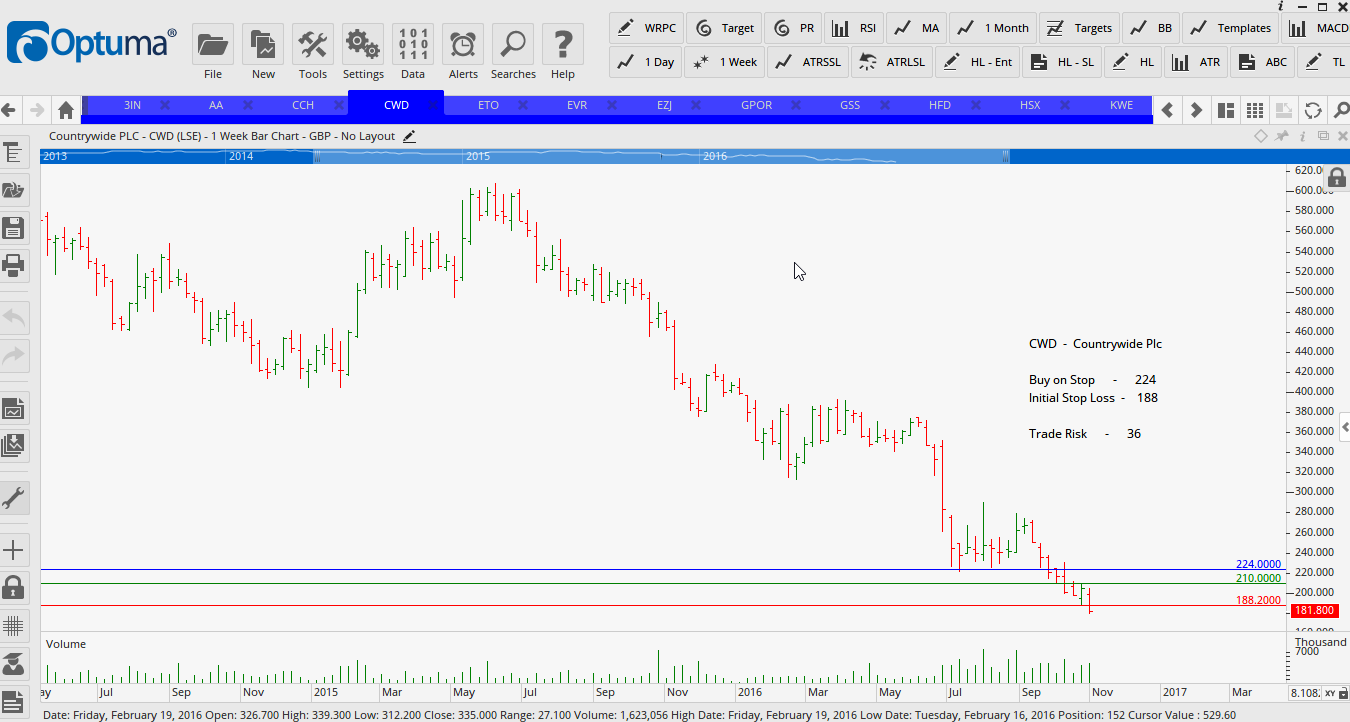 Optuma®
File
New
Tools
Settings
101
010
011
Data
Alerts
Searches
?
Help
i
WRPC
Target
PR
RSI
MA
1 Month
Targets
BB
Templates
MACD
1 Day
1 Week
ATRSSL
ATRLSL
HL - Ent
HL - SL
HL
ATR
ABC
TL
3IN
AA
CCH
CWD
ETO
EVR
EZJ
GPOR
GSS
HFD
HSX
KWE
Countrywide PLC - CWD (LSE) - 1 Week Bar Chart - GBP - No Layout
i
2013
2014
2015
2016
620.0
600.000
580.000
560.000
540.000
520.000
500.000
480.000
460.000
440.000
420.000
400.000
380.000
360.000
340.000
320.000
300.000
280.000
260.000
240.000
220.000
200.000
CWD - Countrywide Plc
Buy on Stop - 224
Initial Stop Loss - 188
Trade Risk - 36
224.0000
210.0000
188.2000
181.800
Volume
Thousand
7000
ay
Jul
Sep
Nov
2015
Mar
May
Jul
Sep
Nov
2016
Mar
May
Jul
Sep
Nov
2017
Mar
8.108
XY
Date: Friday, February 19, 2016 Open: 326.700 High: 339.300 Low: 312.200 Close: 335.000 Range: 27.100 Volume: 1,623,056 High Date: Friday, February 19, 2016 Low Date: Tuesday, February 16, 2016 Position: 152 Cursor Value : 529.60